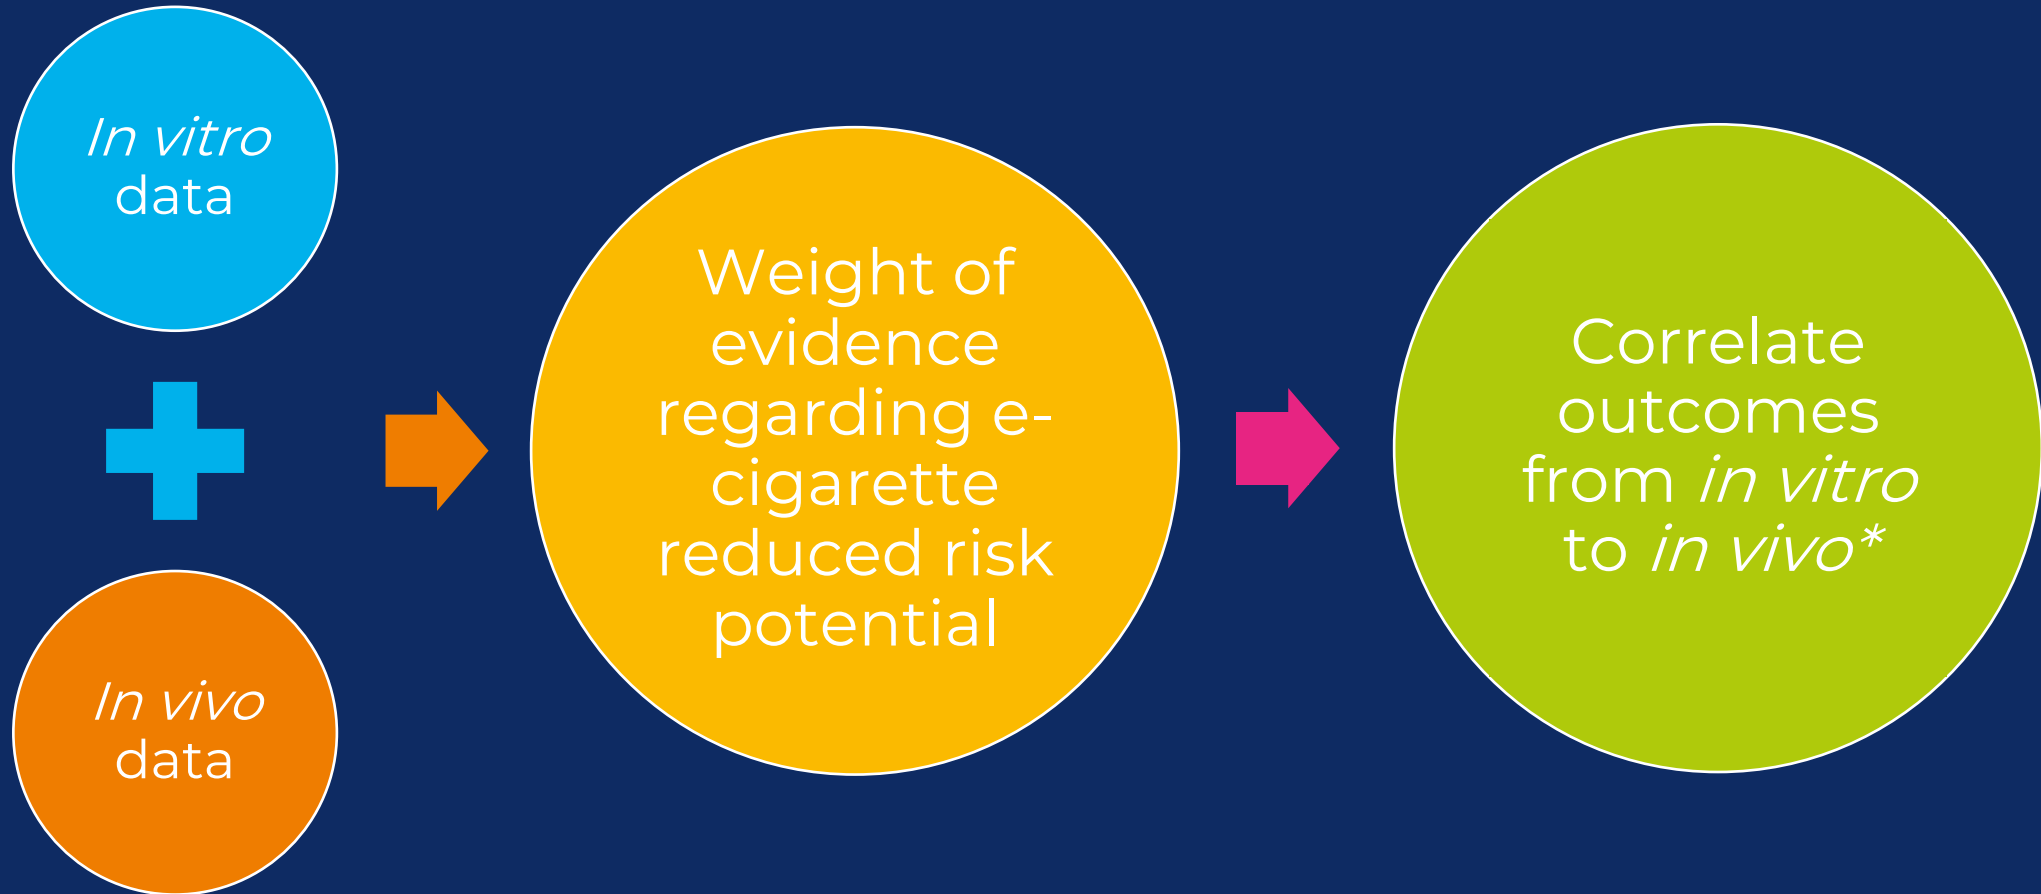 In vitro
data
In vivo
data
Weight of
evidence
regarding e-
cigarette
reduced risk
potential
Correlate
outcomes
from in vitro
to in vivo*